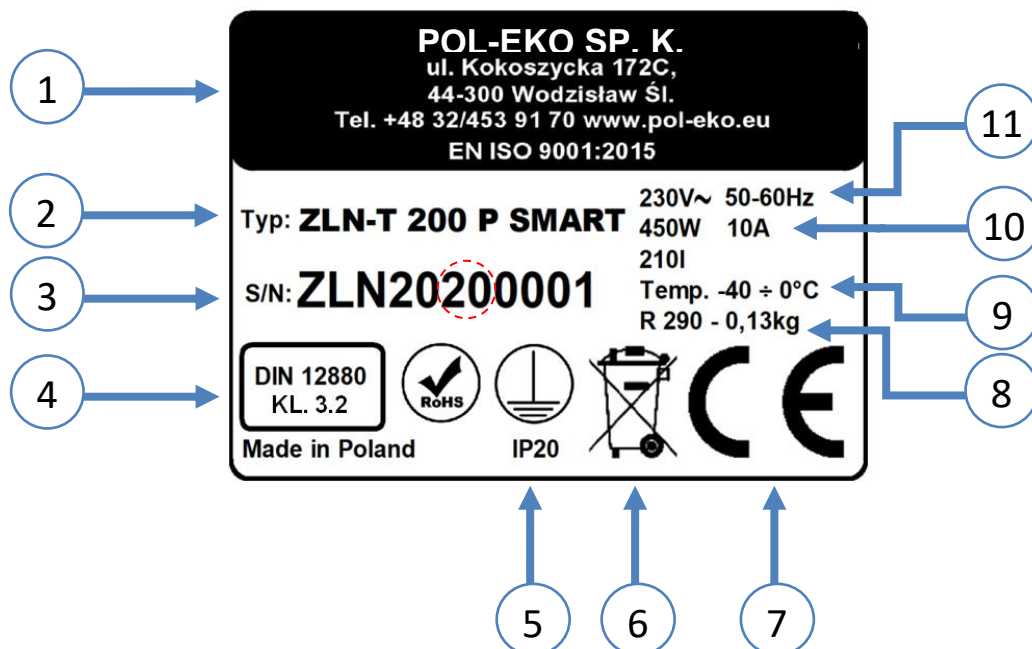 POL-EKO SP. K.
ul. Kokoszycka 172C,
44-300 Wodzisław Śl.
Tel. +48 32/453 91 70 www.pol-eko.eu
EN ISO 9001:2015
1
2
3
4
Typ: ZLN-T 200 P SMART
S/N: ZLN20200001
230V~ 50-60Hz
450W 10A
210l
Temp. -40 ÷ 0°C
R 290 - 0,13kg
11
10
9
8
DIN 12880
KL. 3.2
RoHS
CE
Made in Poland
IP20
5
6
7